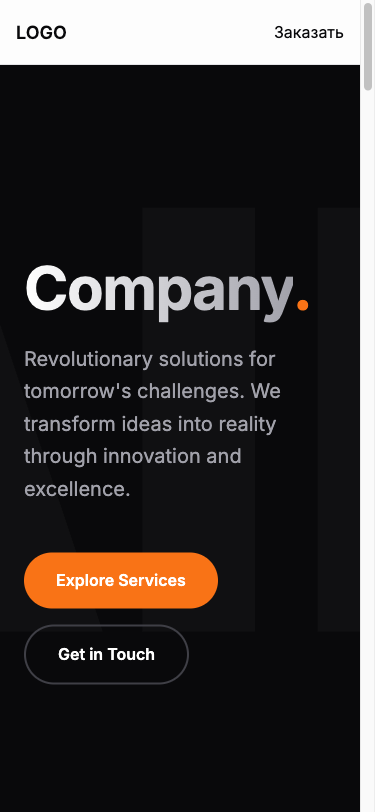 LOGO
Заказать
Company.
Revolutionary solutions for
tomorrow's challenges. We
transform ideas into reality
through innovation and
excellence.
Explore Services
Get in Touch